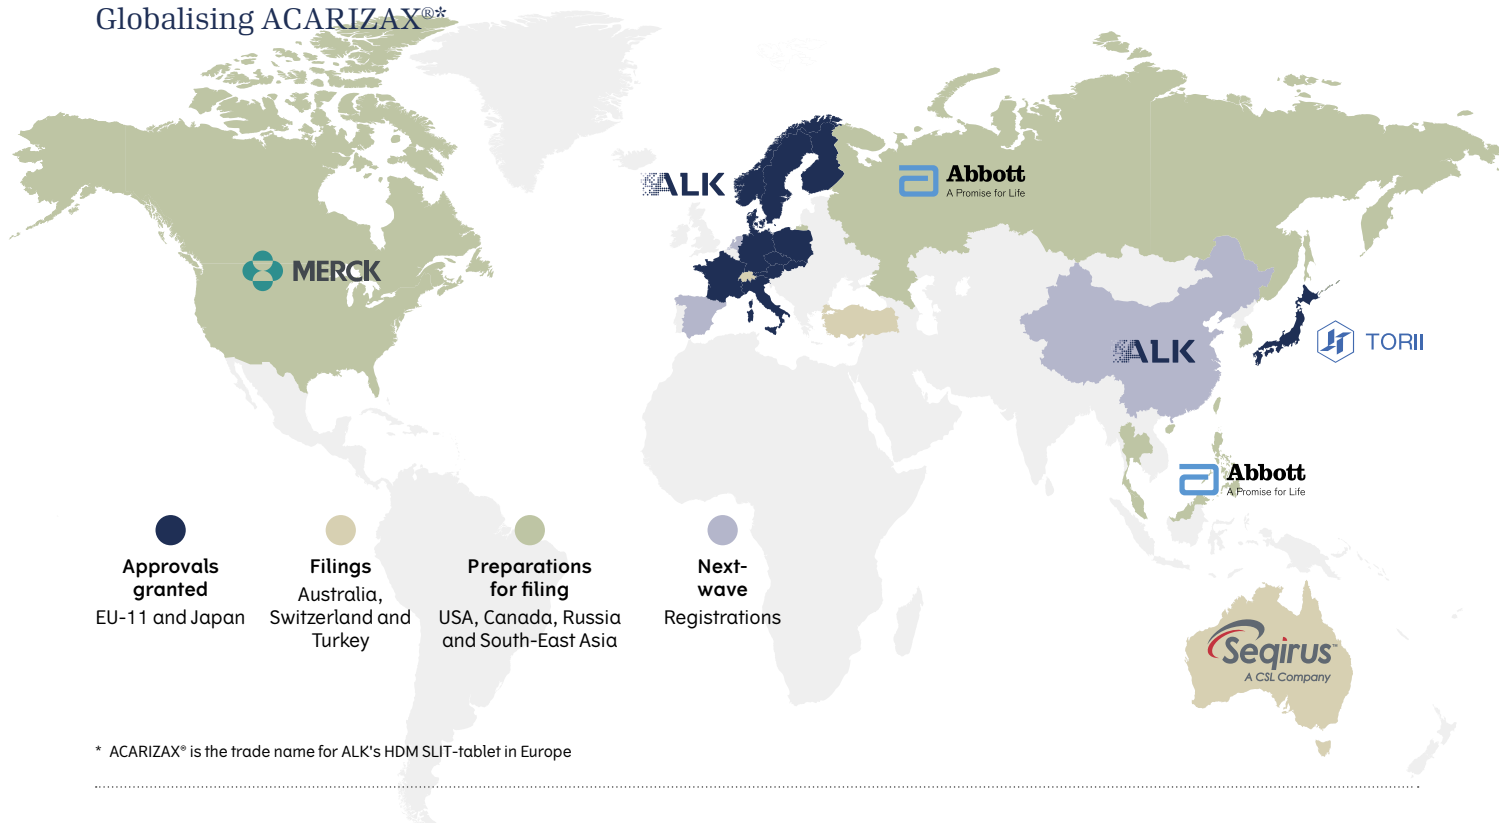 Globalising ACARIZAX®*
ALK
Abbott
A Promise for Life
MERCK
ALK
TORII
Abbott
A Promise for Life
Approvals
granted
EU-11 and Japan
Filings
Australia,
Switzerland and
Turkey
Preparations
for filing
USA, Canada, Russia
and South-East Asia
Next-
wave
Registrations
Seqirus™
A CSL Company
* ACARIZAX® is the trade name for ALK's HDM SLIT-tablet in Europe